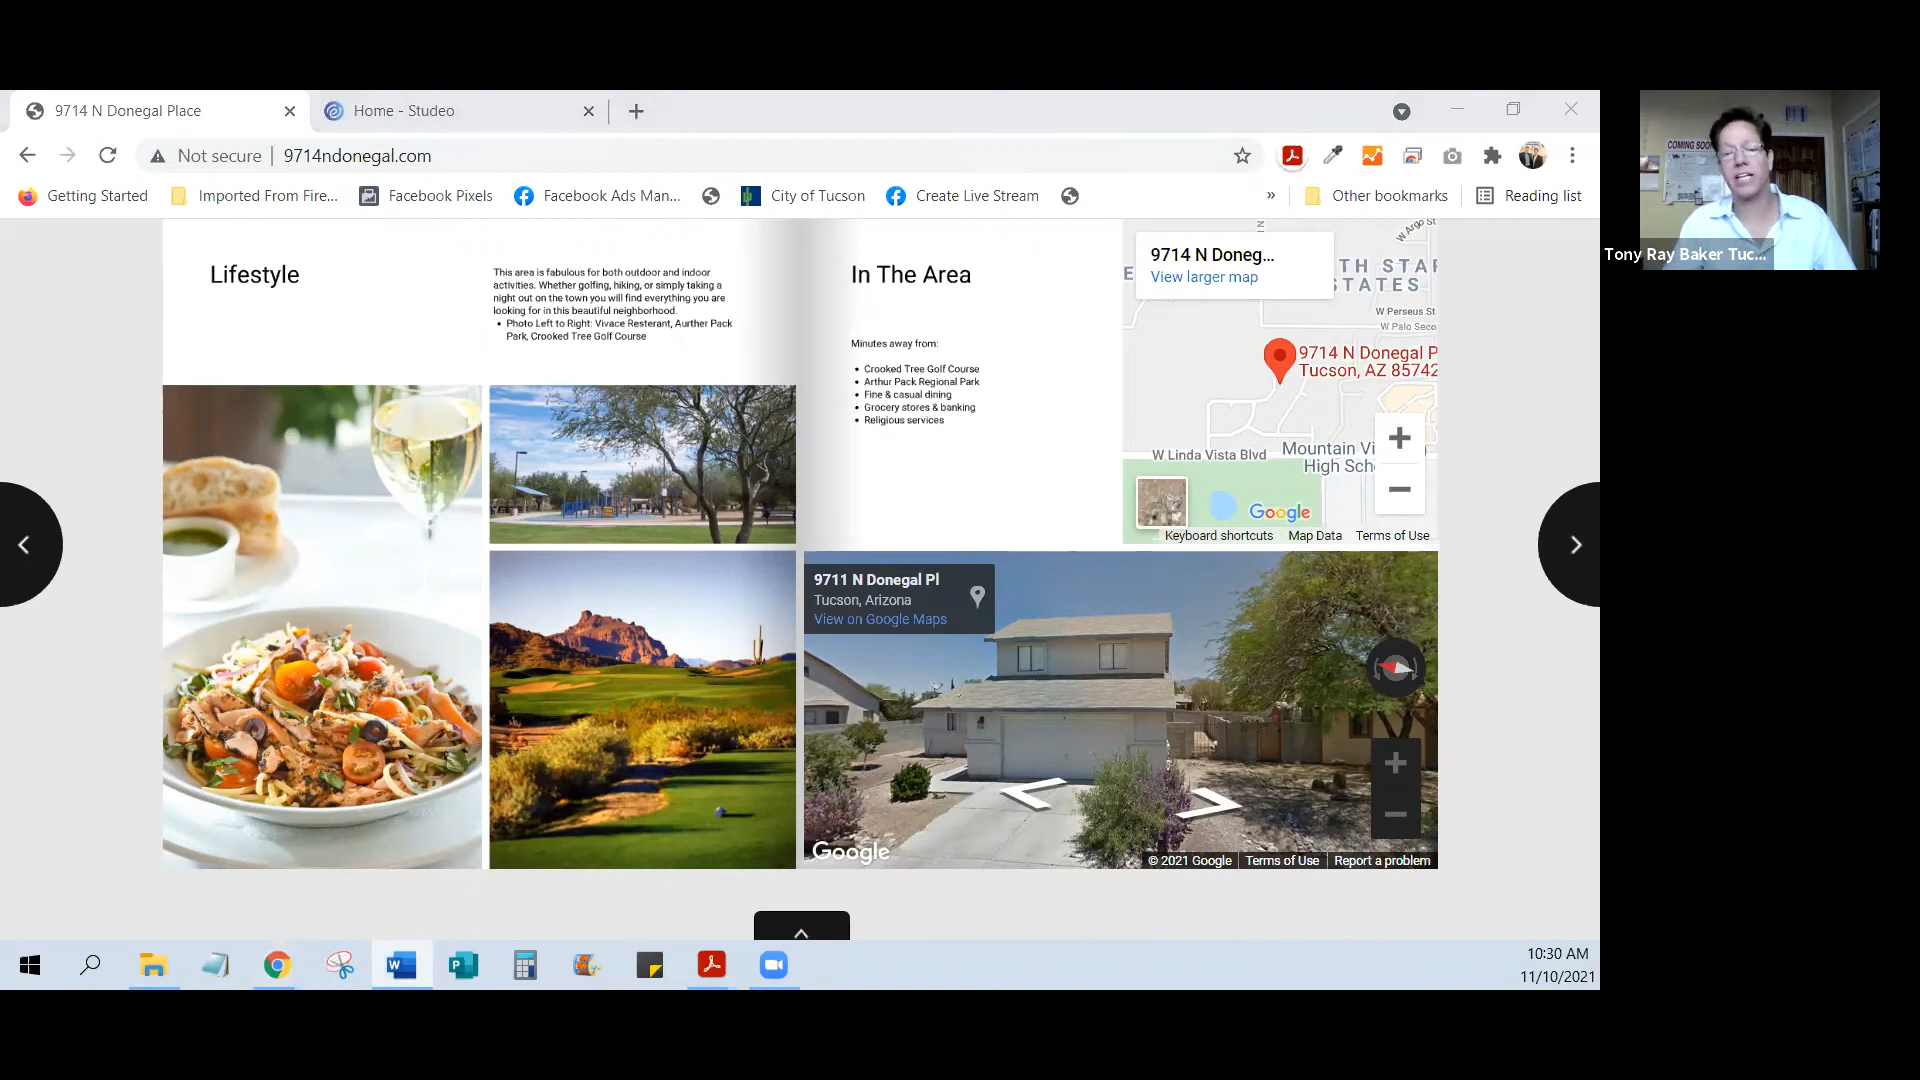 9714 N Donegal Place
Home - Studeo
Not secure
9714ndonegal.com
Getting Started
Imported From Fire...
Facebook Pixels
Facebook Ads Man...
City of Tucson
Create Live Stream
»
Other bookmarks
Reading list
COMING SOON
Tony Ray Baker Tuc...
Lifestyle
This area is fabulous for both outdoor and indoor
activities. Whether golfing, hiking, or simply taking a
night out on the town you will find everything you are
looking for in this beautiful neighborhood.
• Photo Left to Right: Vivace Resterant, Aurther Pack
Park, Crooked Tree Golf Course
In The Area
Minutes away from:
• Crooked Tree Golf Course
• Arthur Pack Regional Park
• Fine & casual dining
• Grocery stores & banking
• Religious services
9714 N Doneg...
View larger map
N
W Argo St
E
TH STAR
STATES
W Perseus St
W Palo Seco
9714 N Donegal P
Tucson, AZ 85742
W Linda Vista Blvd
Mountain Vi
High Sch
Google
Keyboard shortcuts
Map Data
Terms of Use
9711 N Donegal Pl
Tucson, Arizona
View on Google Maps
Google
© 2021 Google
Terms of Use
Report a problem
10:30 AM
11/10/2021